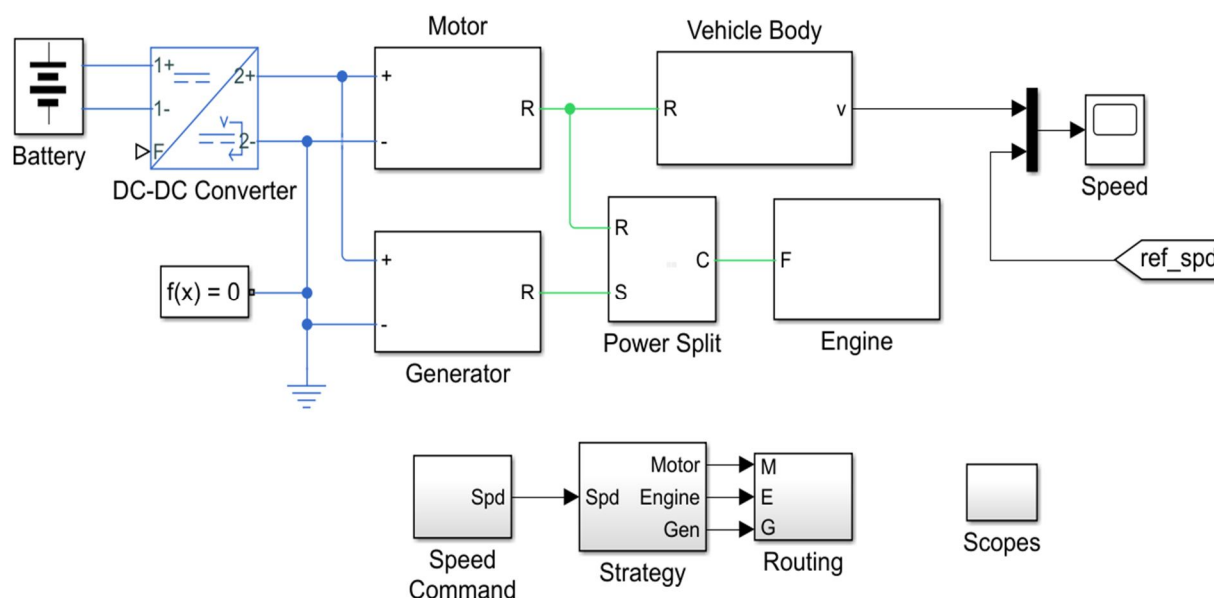 Motor
Vehicle Body
1+
2+
1-
F
v
2-
+
R
-
R
v
Battery
DC-DC Converter
Speed
+
R
-
R
S
C
F
f(x) = 0
ref_spd
Generator
Power Split
Engine
Spd
Spd
Motor
Engine
Gen
M
E
G
Speed
Command
Strategy
Routing
Scopes